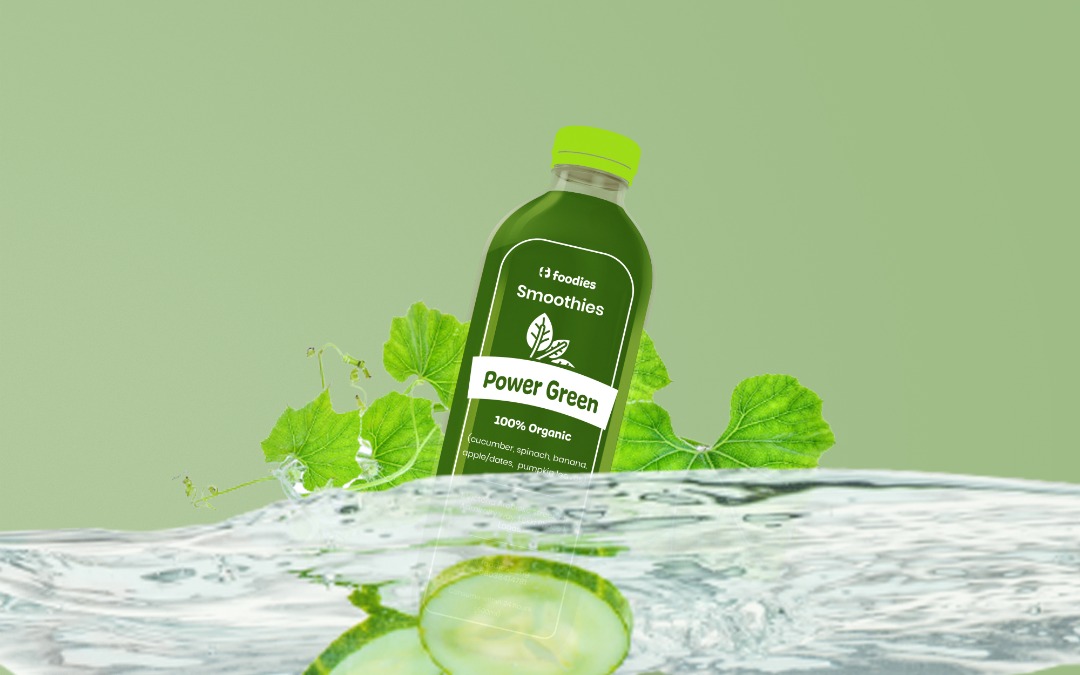 foodies
Smoothies
Power Green
100% Organic
(cucumber, spinach, banana,
apple/dates, pumpkin